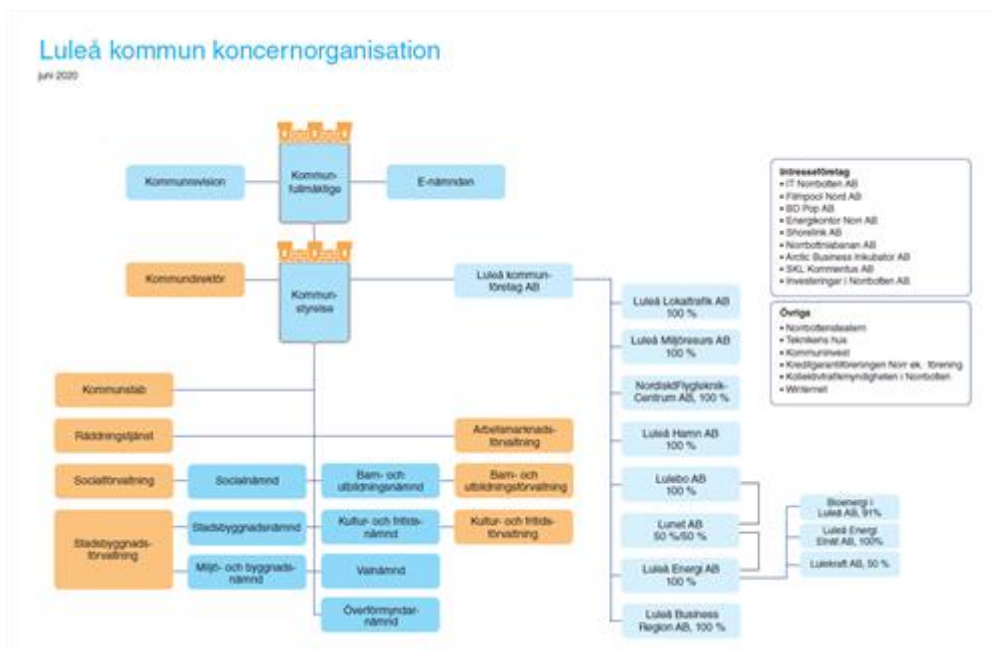 Luleå kommun koncernorganisation
juni 2020
Kommunrevision
Kommun-
fullmäktige
E-nämndan
Kommundirektör
Kommun-
styrelse
Luleå kommun-
företag AB
Kommunstab
Räddningstjänst
Arbetsmarknads-
förvaltning
Socialförvaltning
Socialnämnd
Barn- och
utbildningsnämnd
Barn- och
utbildningsförvaltning
Stadsbyggnads-
förvaltning
Stadsbyggnadsnämnd
Kultur- och fritids-
nämnd
Kultur- och fritids-
förvaltning
Miljö- och byggnads-
nämnd
Valnämnd
Överförmyndar-
nämnd
Luleå Lokaltrafik AB
100 %
Luleå Miljöresurs AB
100 %
NordisktFlygteknik-
Centrum AB, 100 %
Luleå Hamn AB
100 %
Lulebo AB
100 %
Lunet AB
50 %/50 %
Luleå Energi AB
100 %
Luleå Business
Region AB, 100 %
Bioenergi i
Luleå AB, 91%
Luleå Energi
Elnät AB, 100%
Lulekraft AB, 50 %
Intresseföretag
• IT Norrbotten AB
• Filmpool Nord AB
• BD Pop AB
• Energikontor Norr AB
• Shorelink AB
• Norrbotniabanan AB
• Arctic Business Inkubator AB
• SKL Kommentus AB
• Investeringar i Norrbotten AB
Övriga
• Norrbottensteatern
• Teknikens hus
• Kommuninvest
• Kreditgarantiföreningen Norr ek. förening
• Kollektivtrafikmyndigheten i Norrbotten
• Winternet